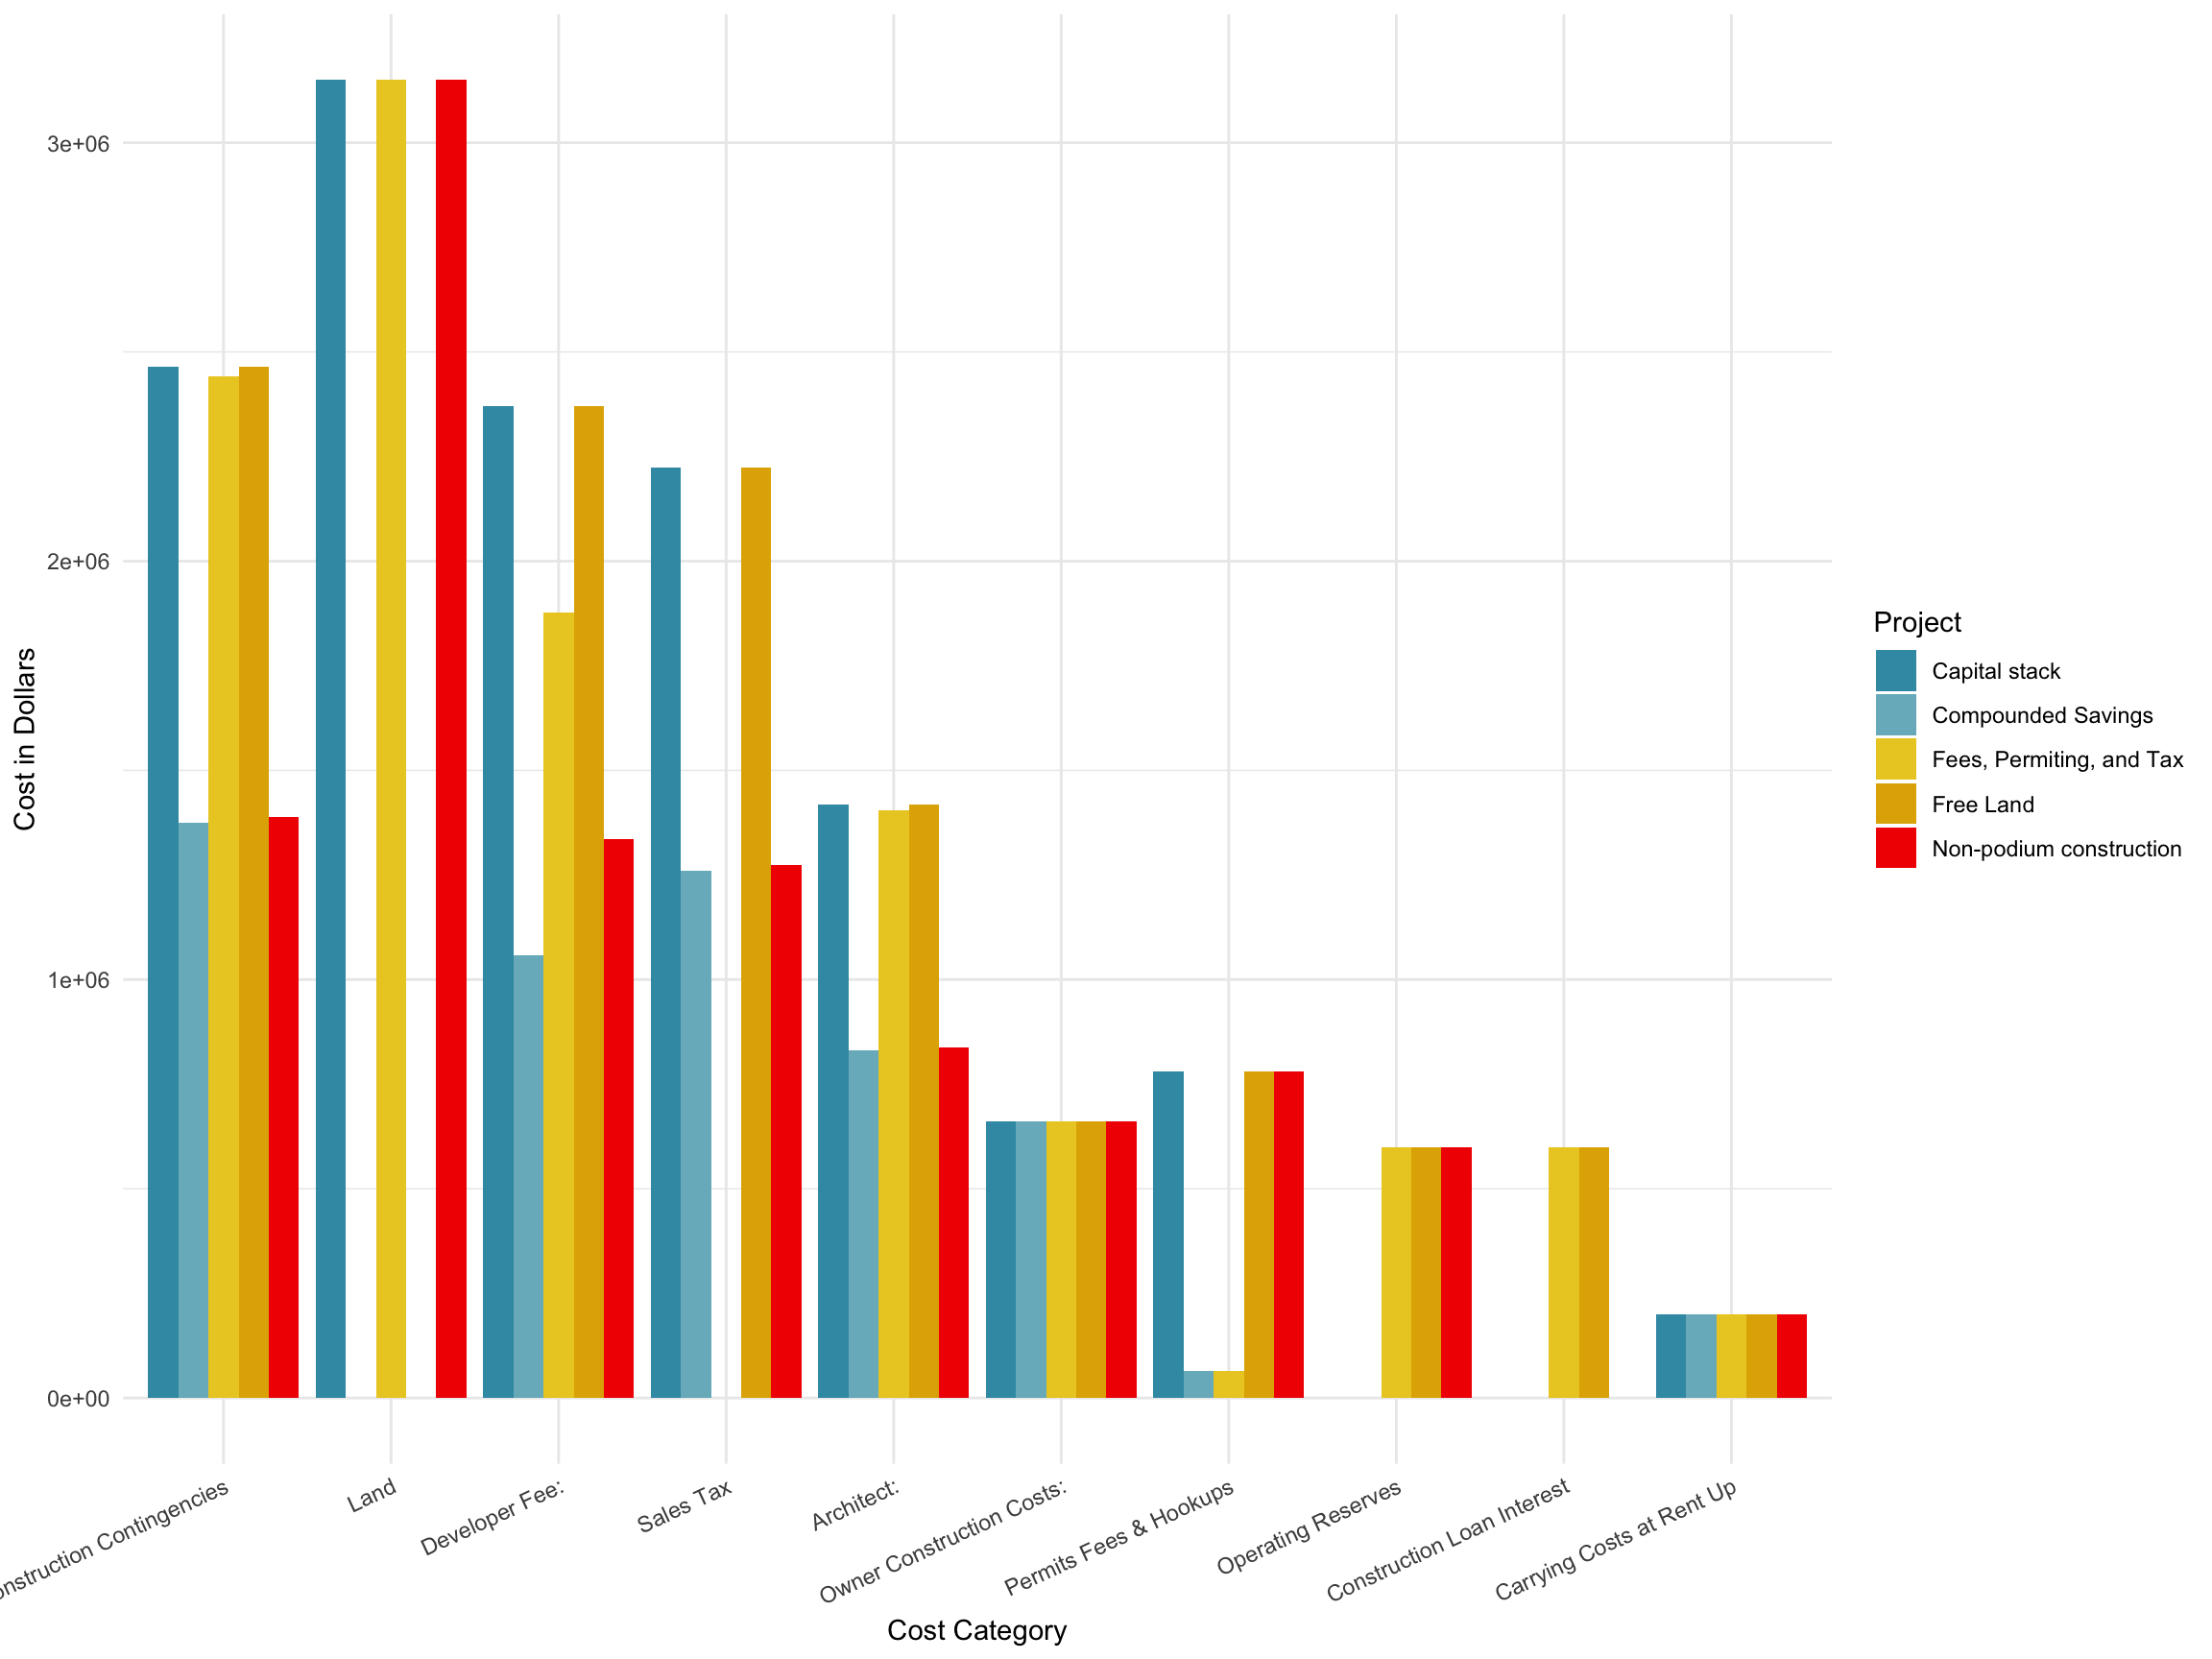 3e+06
2e+06
1e+06
0e+00
Cost in Dollars
Contingencies
Land
Developer Fee:
Sales Tax
Architect:
Owner Construction Costs:
Permits Fees & Hookups
Operating Reserves
Construction Loan Interest
Carrying Costs at Rent Up
Cost Category
Project
Capital stack
Compounded Savings
Fees, Permiting, and Tax
Free Land
Non-podium construction